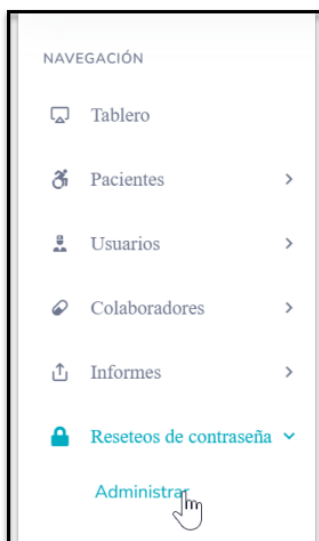 NAVEGACIÓN
Tablero
Pacientes
Usuarios
Colaboradores
Informes
Reseteos de contraseña
Administrar